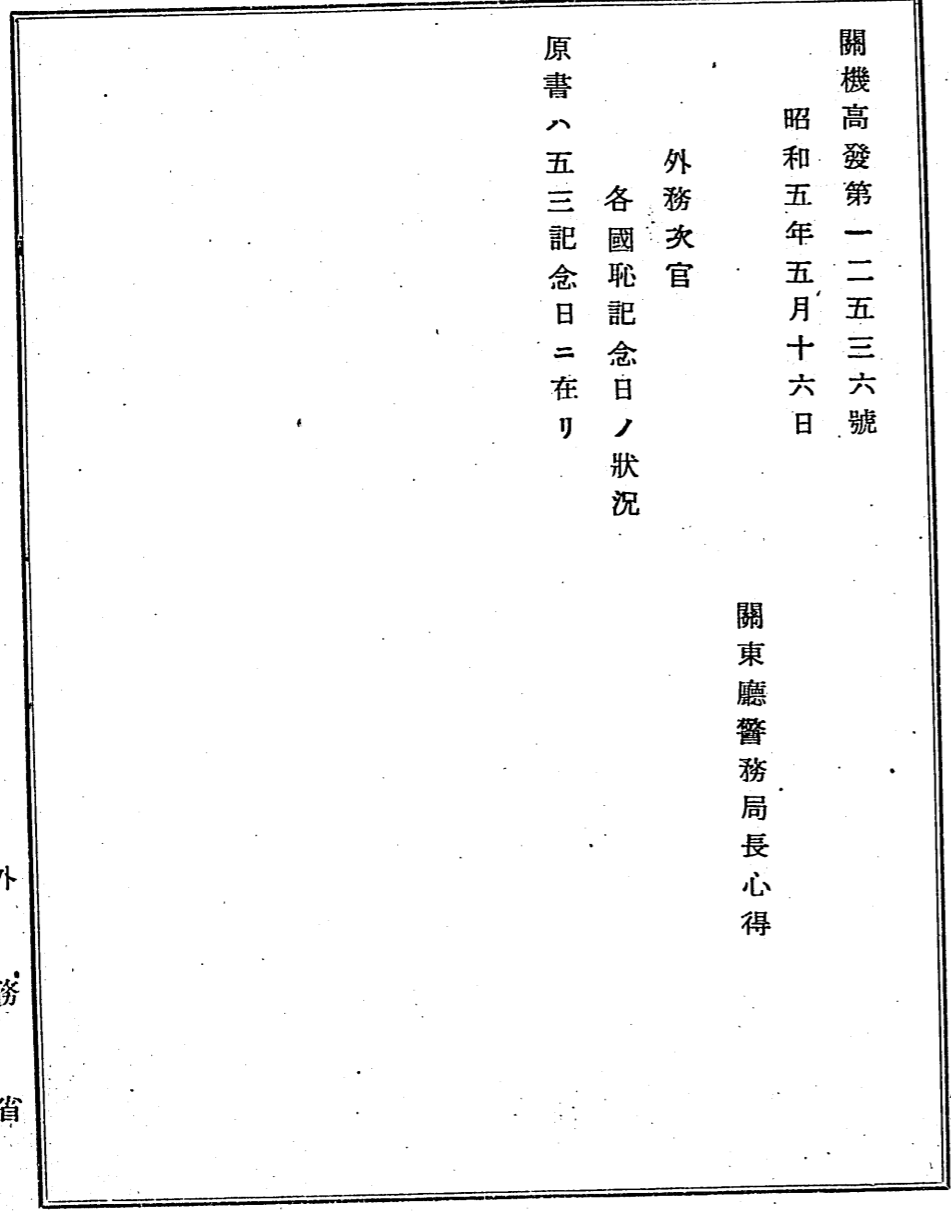 關機高發第一二五三六號
昭和五年五月十六日
關東廳警務局長心得
外務次官
各國恥記念日ノ狀況
原書ハ五三記念日ニ在リ
外務省